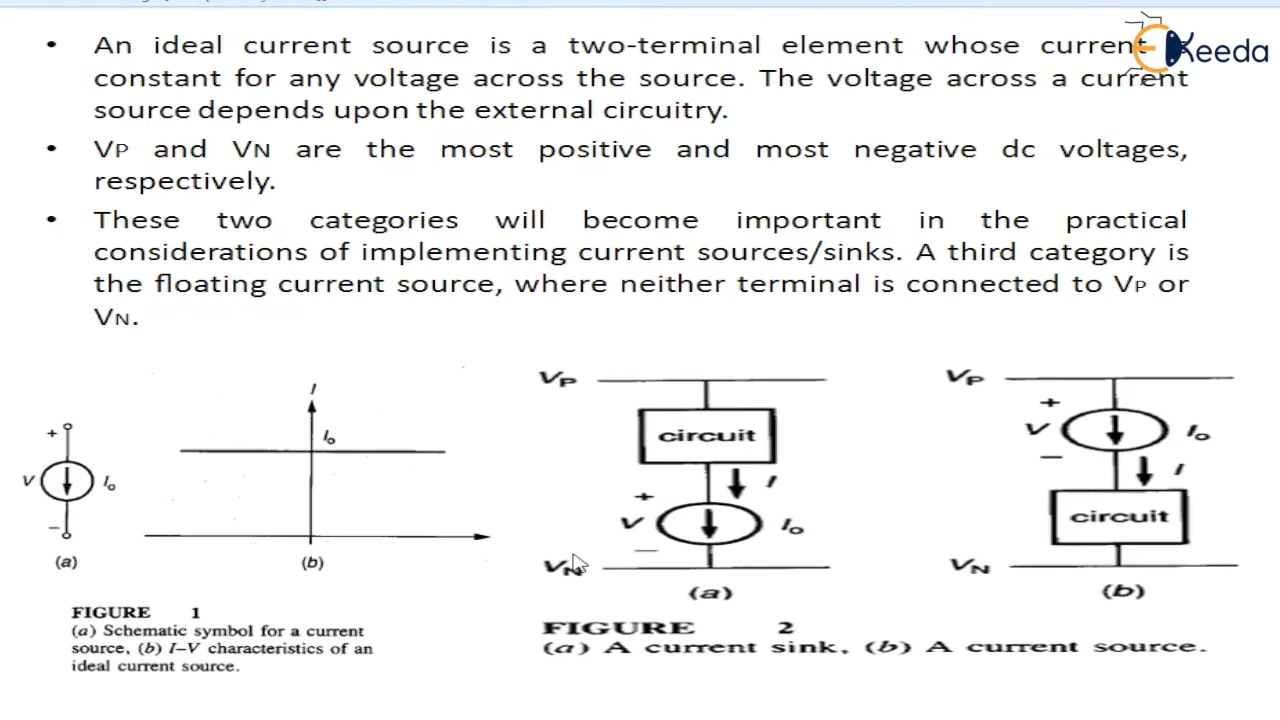 • An ideal current source is a two-terminal element whose current
constant for any voltage across the source. The voltage across a current
source depends upon the external circuitry.
• VP and VN are the most positive and most negative dc voltages,
respectively.
• These two categories will become important in the practical
considerations of implementing current sources/sinks. A third category is
the floating current source, where neither terminal is connected to VP or
VN.
Keeda
+
V
Io
−
(a)
I
Io
(b)
FIGURE 1
(a) Schematic symbol for a current
source, (b) I–V characteristics of an
ideal current source.
VP
circuit
I
+
V
Io
−
VN
(a)
VP
+
V
Io
−
I
circuit
VN
(b)
FIGURE 2
(a) A current sink, (b) A current source.